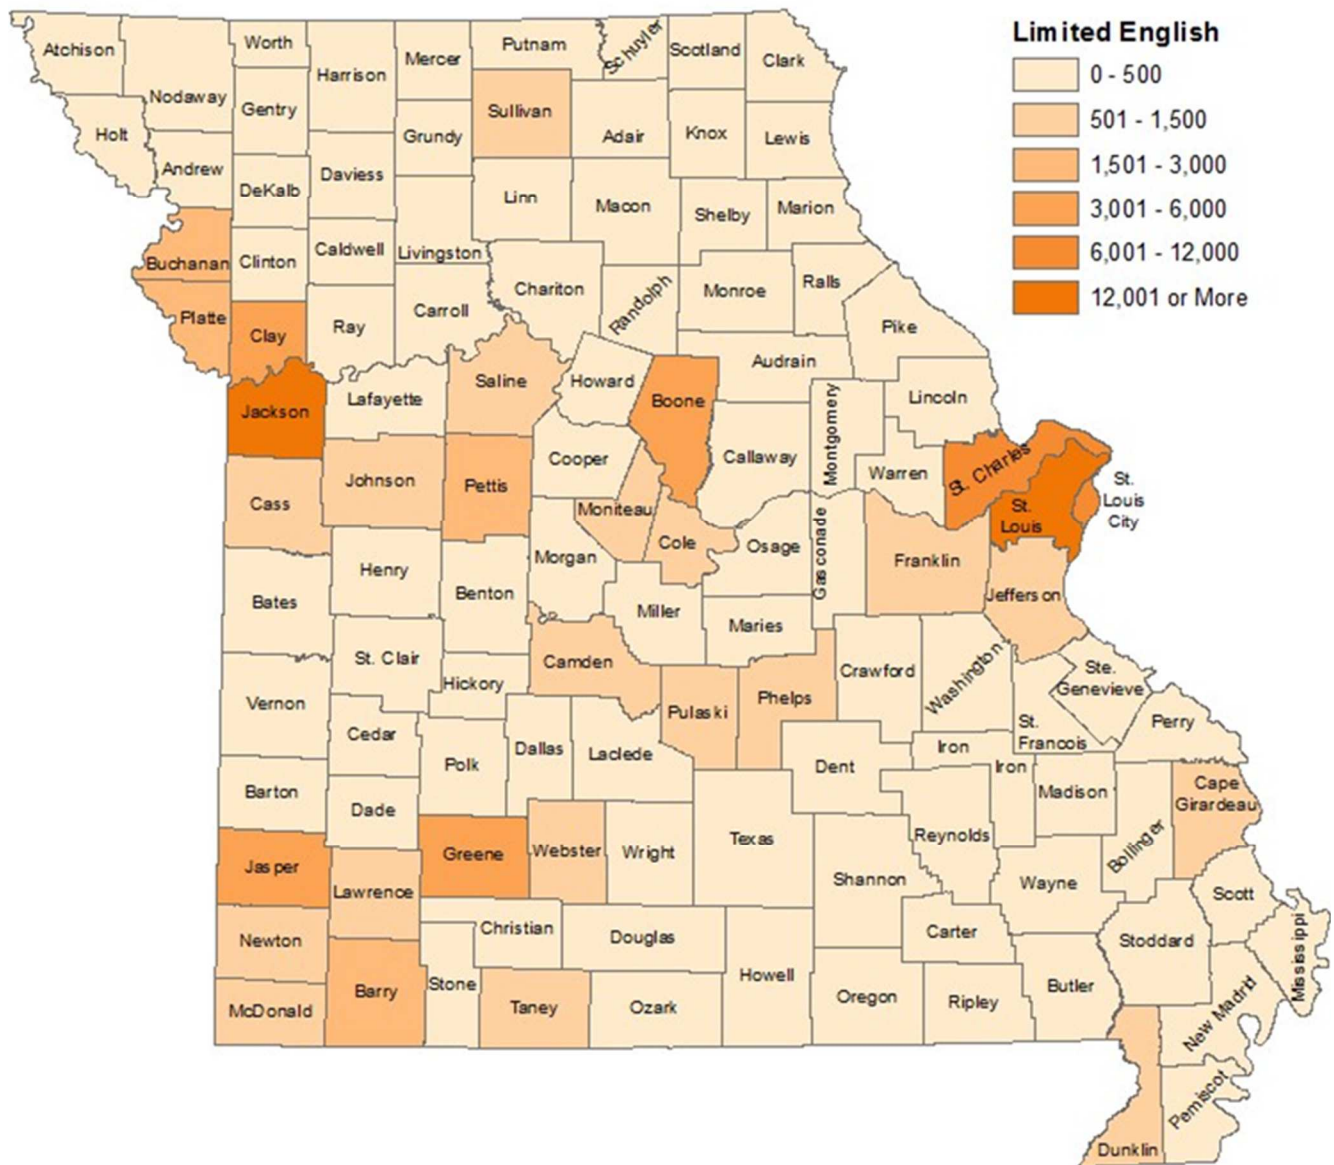 Limited English
0 - 500
501 - 1,500
1,501 - 3,000
3,001 - 6,000
6,001 - 12,000
12,001 or More
Atchison
Nodaway
Worth
Harrison
Mercer
Putnam
Schuyler
Scotland
Clark
Holt
Gentry
Grundy
Sullivan
Adair
Knox
Lewis
Andrew
DeKalb
Daviess
Linn
Macon
Shelby
Marion
Buchanan
Clinton
Caldwell
Livingston
Chariton
Randolph
Monroe
Ralls
Platte
Clay
Ray
Carroll
Pike
Jackson
Lafayette
Saline
Howard
Boone
Audrain
Lincoln
Cass
Johnson
Pettis
Cooper
Moniteau
Callaway
Montgomery
Warren
St. Charles
St.
Louis
St.
Louis
City
Cole
Osage
Gasconade
Franklin
Jefferson
Bates
Henry
Benton
Morgan
Miller
Maries
St. Clair
Hickory
Camden
Pulaski
Phelps
Crawford
Washington
Ste.
Genevieve
Vernon
Cedar
Polk
Dallas
Laclede
Dent
Iron
Iron
St.
Francois
Perry
Barton
Dade
Madison
Cape
Girardeau
Jasper
Lawrence
Greene
Webster
Wright
Texas
Shannon
Reynolds
Wayne
Bollinger
Scott
Newton
Christian
Douglas
Howell
Carter
Stoddard
Mississippi
McDonald
Barry
Stone
Taney
Ozark
Oregon
Ripley
Butler
New Madrid
Pemiscot
Dunklin